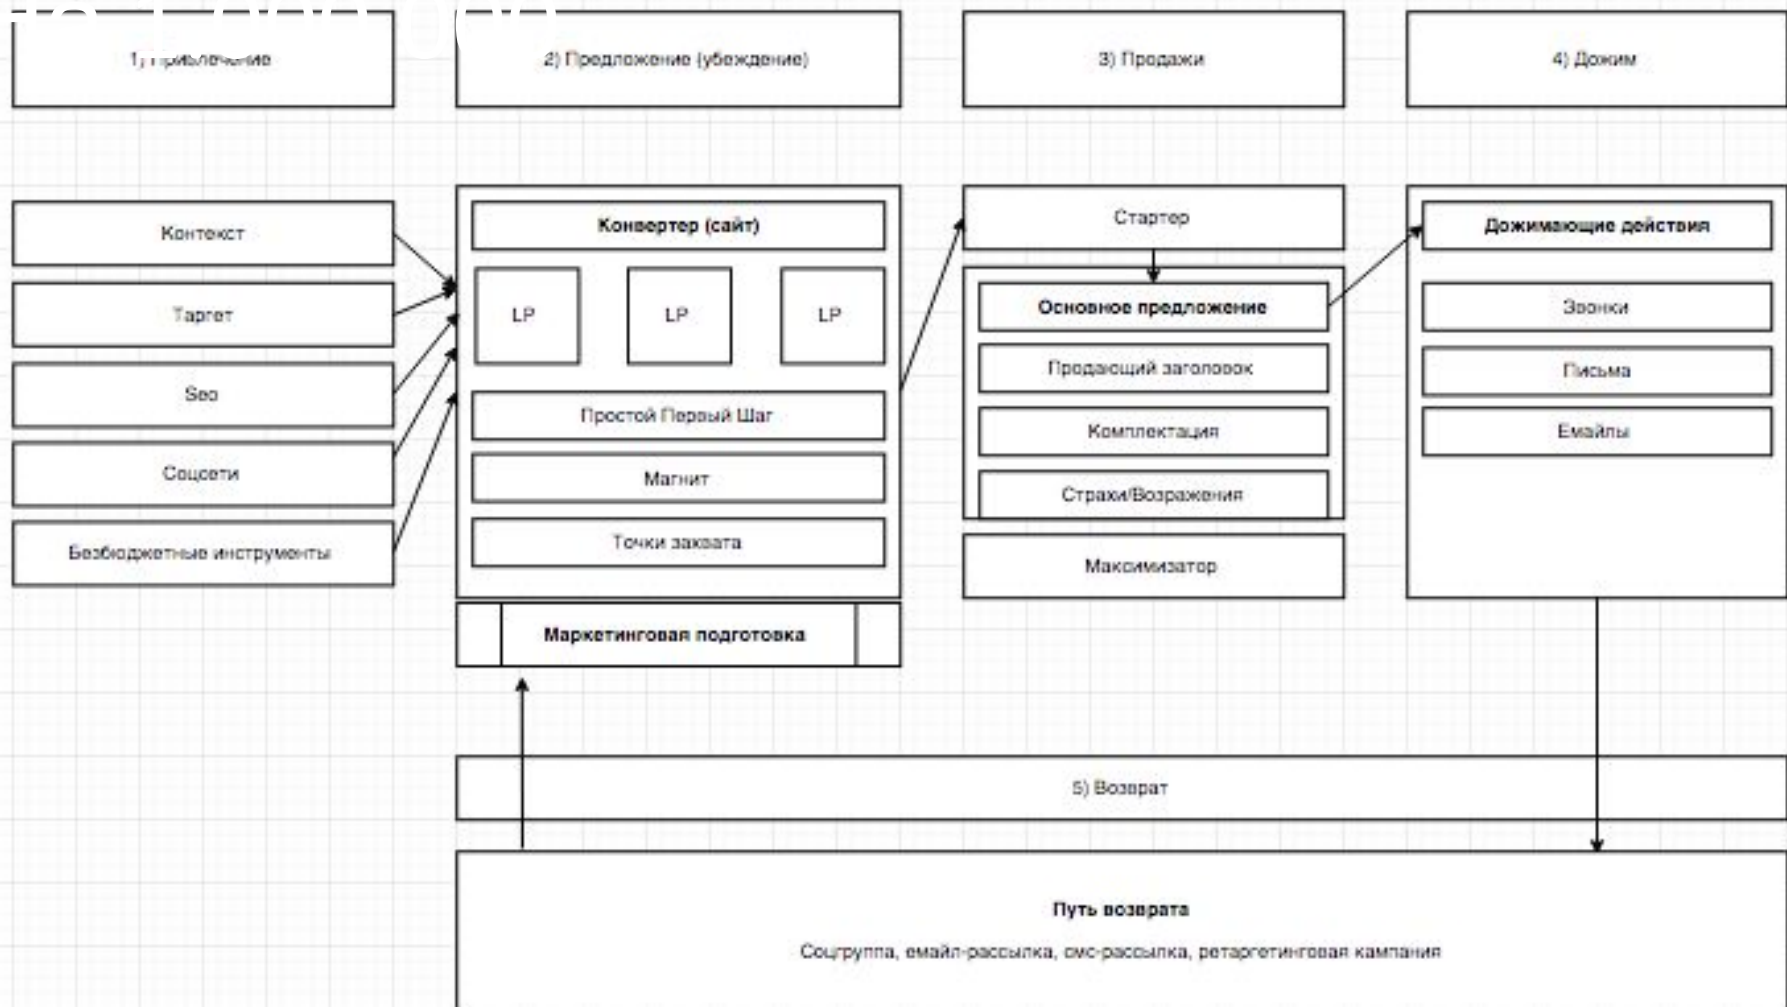 1) Привлечение
2) Предложение (убеждение)
3) Продажи
4) Дожим
Контекст
Таргет
Seo
Соцсети
Безбюджетные инструменты
Конвертер (сайт)
LP
LP
LP
Простой Первый Шаг
Магнит
Точки захвата
Маркетинговая подготовка
Стартер
Основное предложение
Продающий заголовок
Комплектация
Страхи/Возражения
Максимизатор
Дожимающие действия
Звонки
Письма
Емайлы
5) Возврат
Путь возврата
Соцгруппа, емайл-рассылка, смс-рассылка, ретаргетинговая кампания